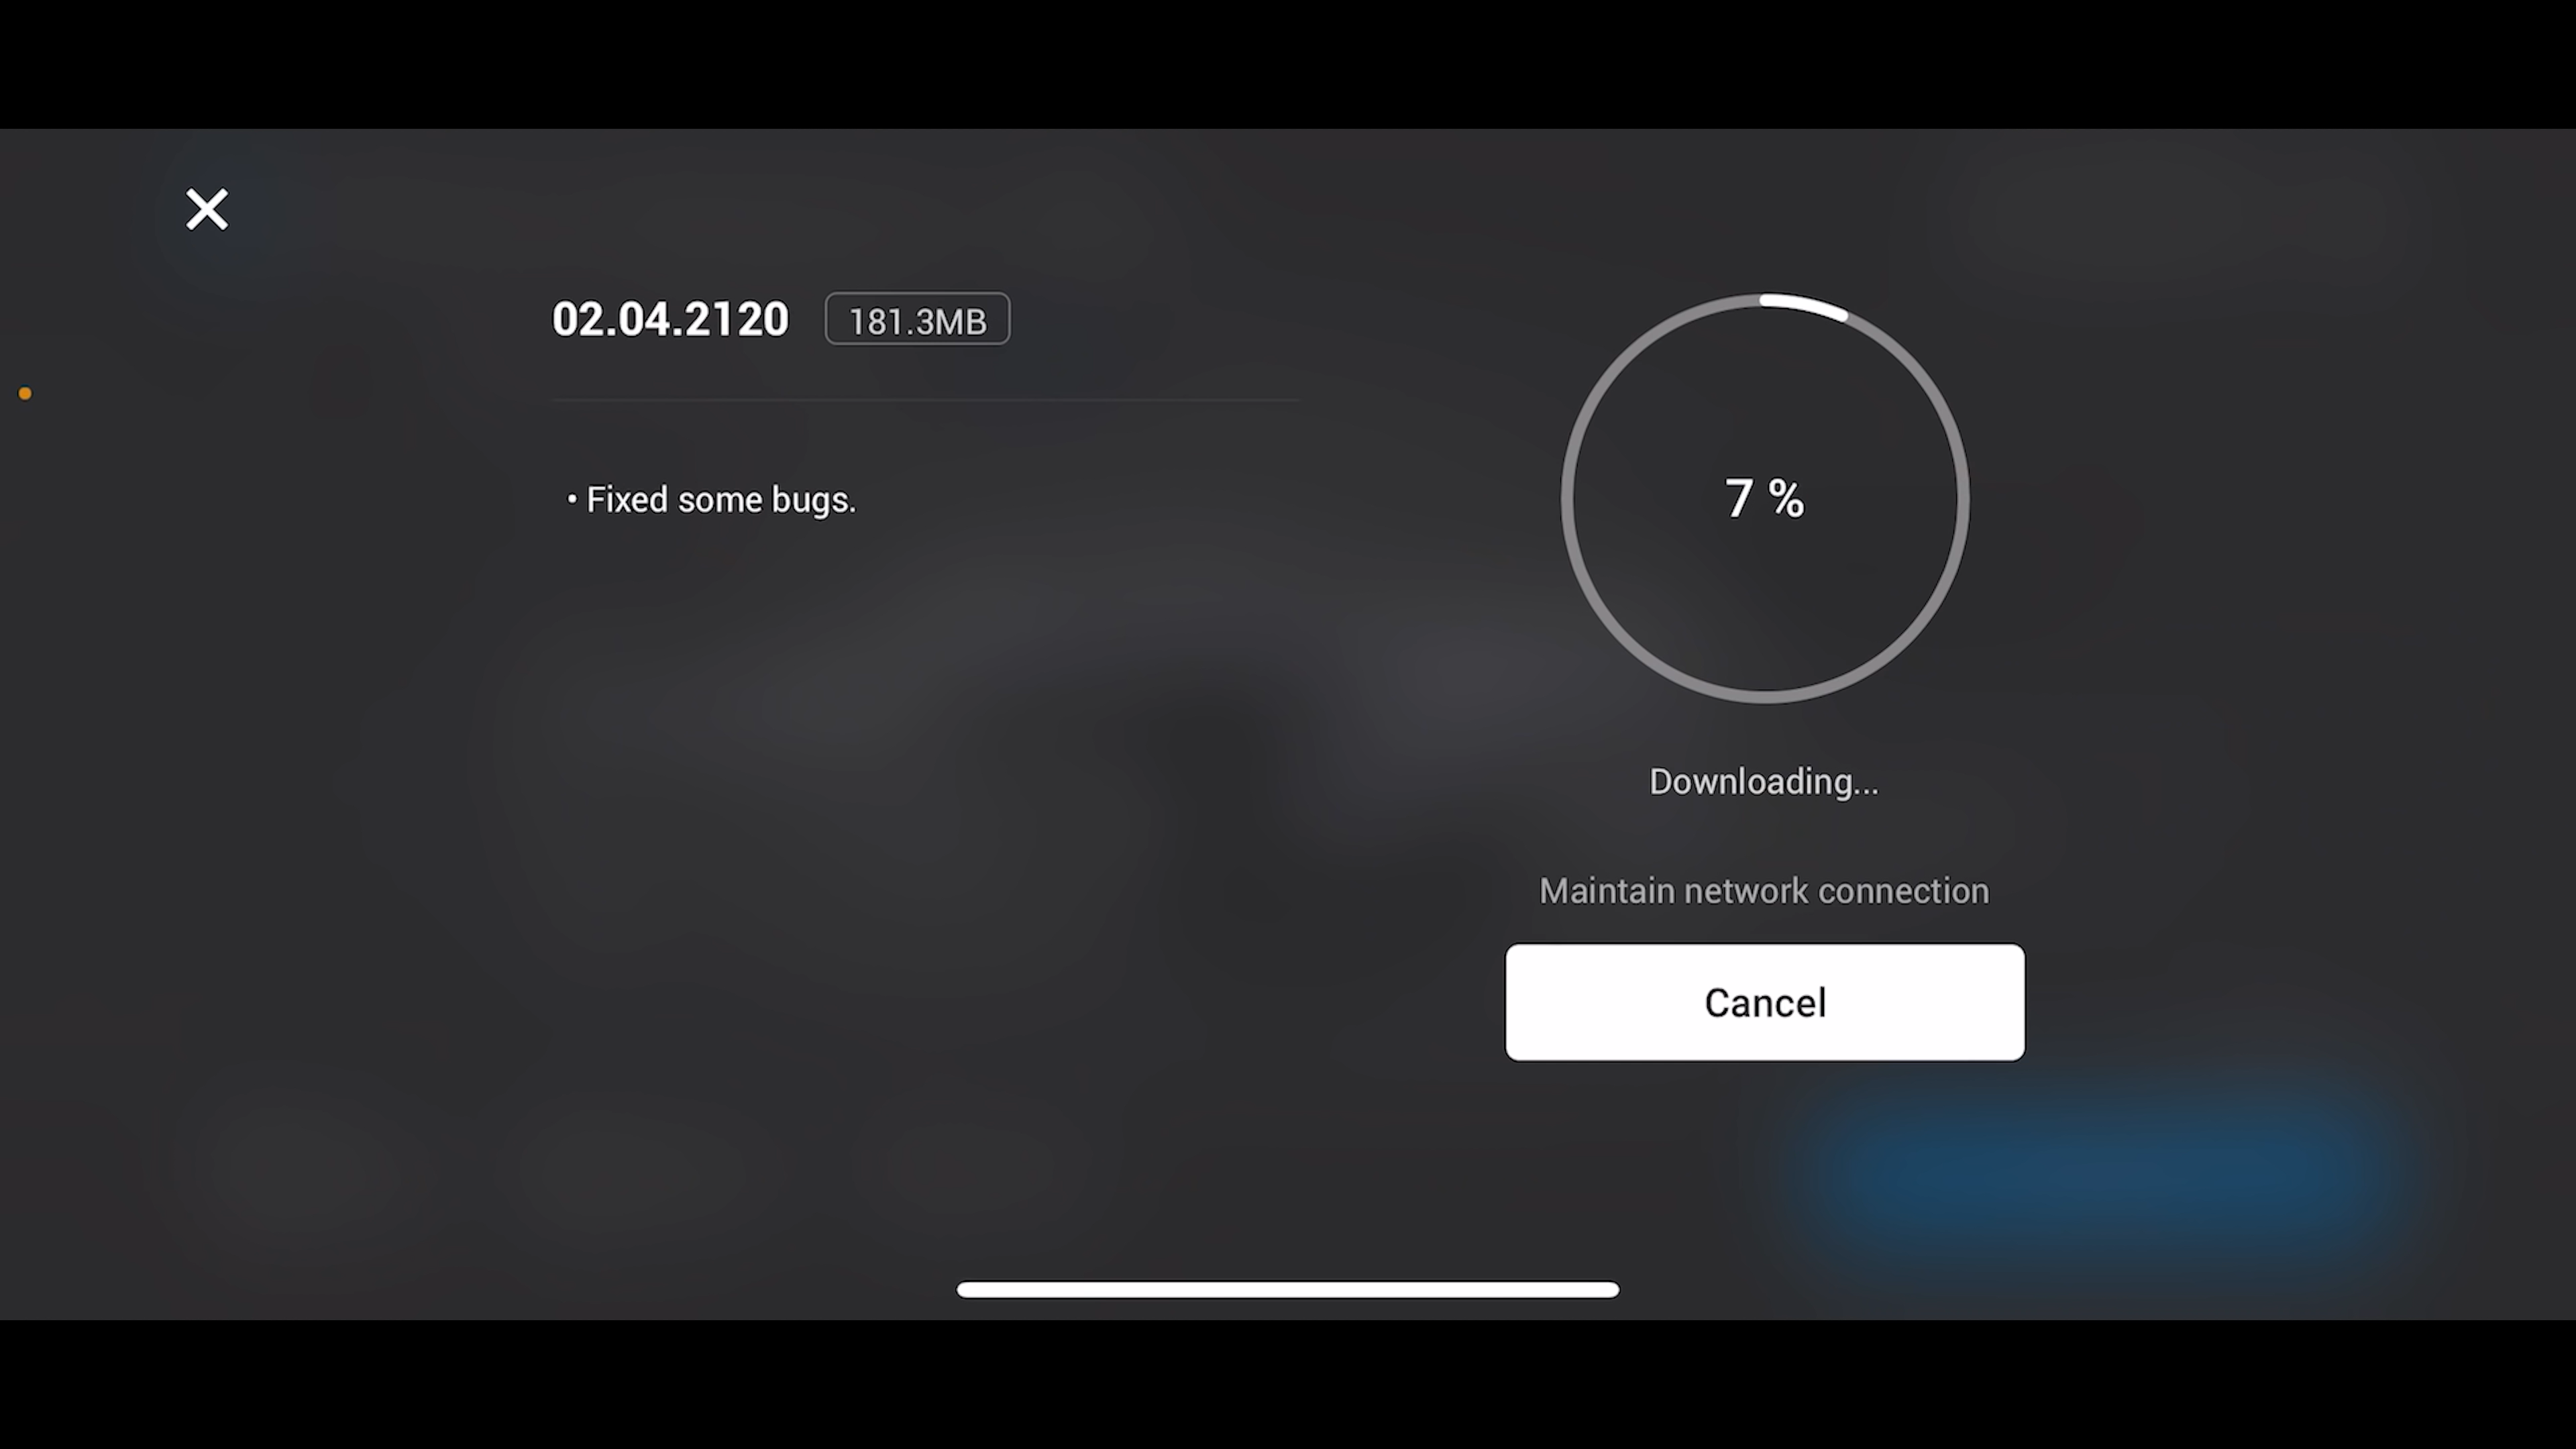 02.04.2120 181.3MB
• Fixed some bugs.
7 %
Downloading...
Maintain network connection
Cancel